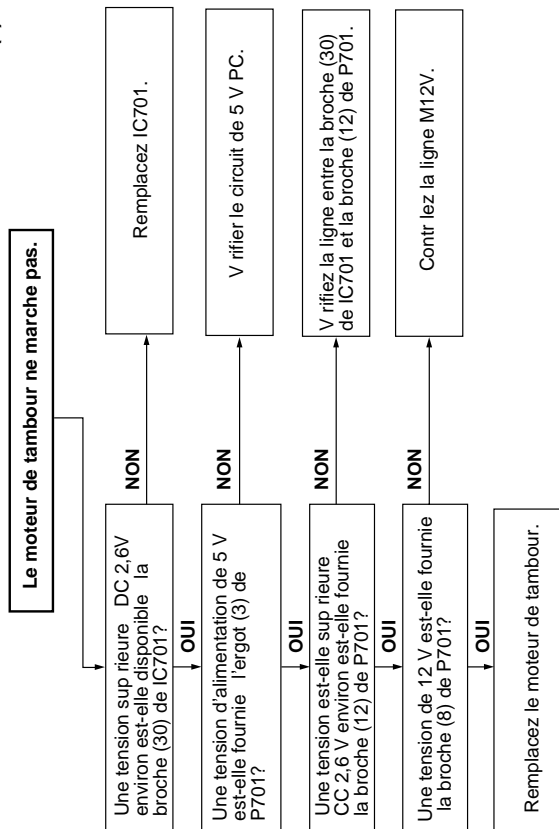 Le moteur de tambour ne marche pas.
Une tension sup rieure DC 2,6V
environ est-elle disponible la
broche (30) de IC701?
NON
Remplacez IC701.
OUI
Une tension d'alimentation de 5 V
est-elle fournie l'ergot (3) de
P701?
NON
V rifier le circuit de 5 V PC.
OUI
Une tension est-elle sup rieure
CC 2,6 V environ est-elle fournie
la broche (12) de P701?
NON
V rifiez la ligne entre la broche (30)
de IC701 et la broche (12) de P701.
OUI
Une tension de 12 V est-elle fournie
la broche (8) de P701?
NON
Contr lez la ligne M12V.
OUI
Remplacez le moteur de tambour.